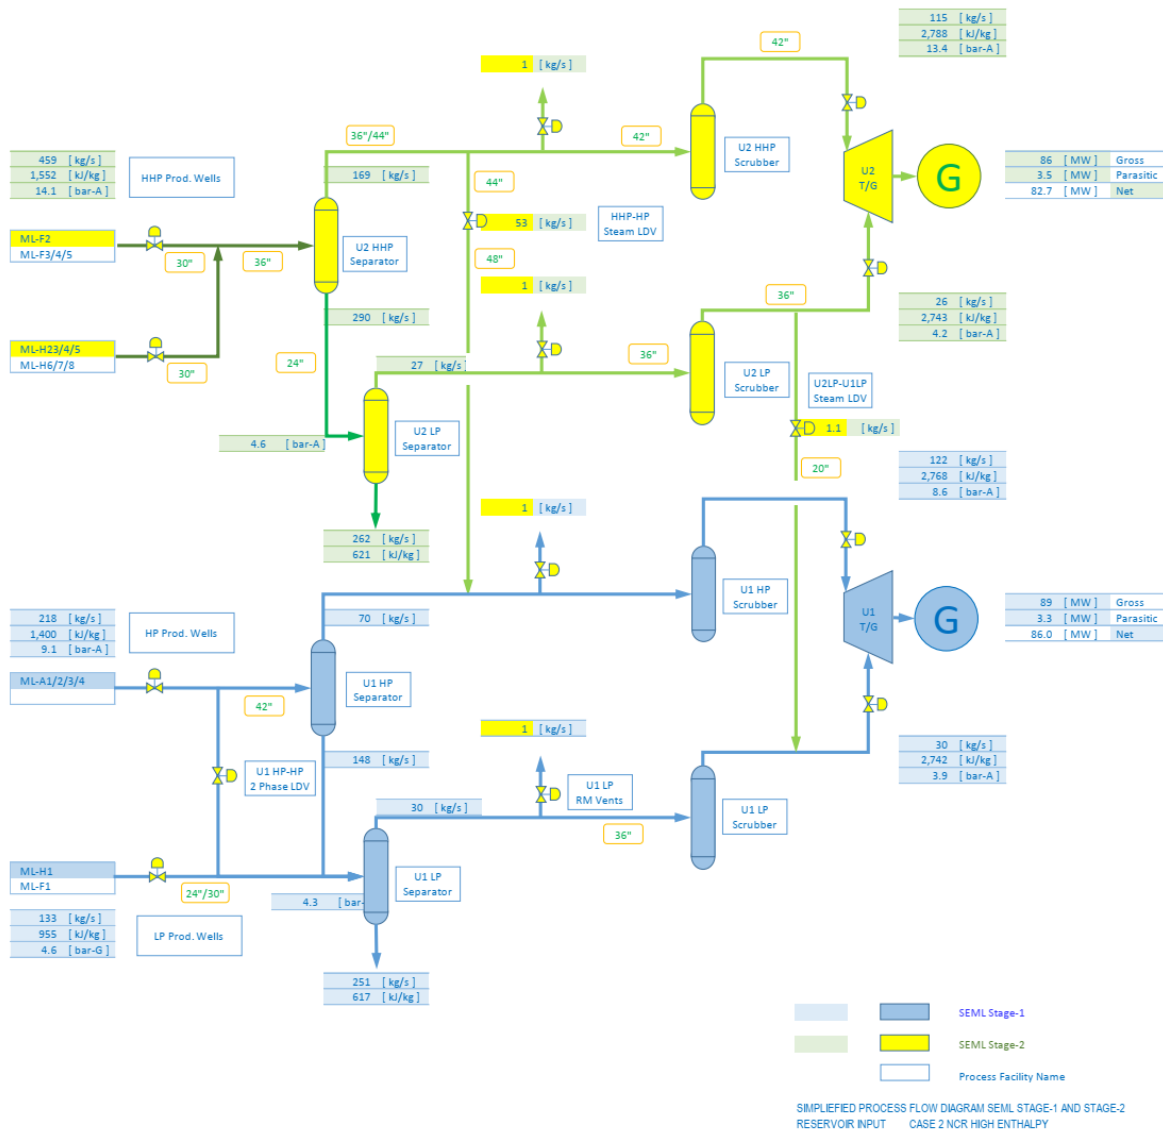 115 [ kg/s ]
2,788 [ kJ/kg ]
13.4 [ bar-A ]
42"
1 [ kg/s ]
36"/44"
42"
U2 HHP
Scrubber
459 [ kg/s ]
1,552 [ kJ/kg ]
14.1 [ bar-A ]
HHP Prod. Wells
169 [ kg/s ]
44"
U2
T/G
G
86 [ MW ] Gross
3.5 [ MW ] Parasitic
82.7 [ MW ] Net
53 [ kg/s ]
HHP-HP
Steam LDV
ML-F2
ML-F3/4/5
30"
36"
U2 HHP
Separator
48"
1 [ kg/s ]
36"
290 [ kg/s ]
26 [ kg/s ]
2,743 [ kJ/kg ]
4.2 [ bar-A ]
ML-H23/4/5
ML-H6/7/8
30"
24"
27 [ kg/s ]
36"
U2 LP
Scrubber
U2LP-U1LP
Steam LDV
4.6 [ bar-A ]
U2 LP
Separator
1.1 [ kg/s ]
20"
122 [ kg/s ]
2,768 [ kJ/kg ]
8.6 [ bar-A ]
1 [ kg/s ]
262 [ kg/s ]
621 [ kJ/kg ]
U1 HP
Scrubber
218 [ kg/s ]
1,400 [ kJ/kg ]
9.1 [ bar-A ]
HP Prod. Wells
70 [ kg/s ]
U1
T/G
G
89 [ MW ] Gross
3.3 [ MW ] Parasitic
86.0 [ MW ] Net
ML-A1/2/3/4
42"
U1 HP
Separator
1 [ kg/s ]
148 [ kg/s ]
30 [ kg/s ]
2,742 [ kJ/kg ]
3.9 [ bar-A ]
U1 HP-HP
2 Phase LDV
U1 LP
RM Vents
30 [ kg/s ]
36"
U1 LP
Scrubber
ML-H1
ML-F1
24"/30"
4.3 [ bar-
U1 LP
Separator
133 [ kg/s ]
955 [ kJ/kg ]
4.6 [ bar-G ]
LP Prod. Wells
251 [ kg/s ]
617 [ kJ/kg ]
SEML Stage-1
SEML Stage-2
Process Facility Name
SIMPLIEFIED PROCESS FLOW DIAGRAM SEML STAGE-1 AND STAGE-2
RESERVOIR INPUT CASE 2 NCR HIGH ENTHALPY